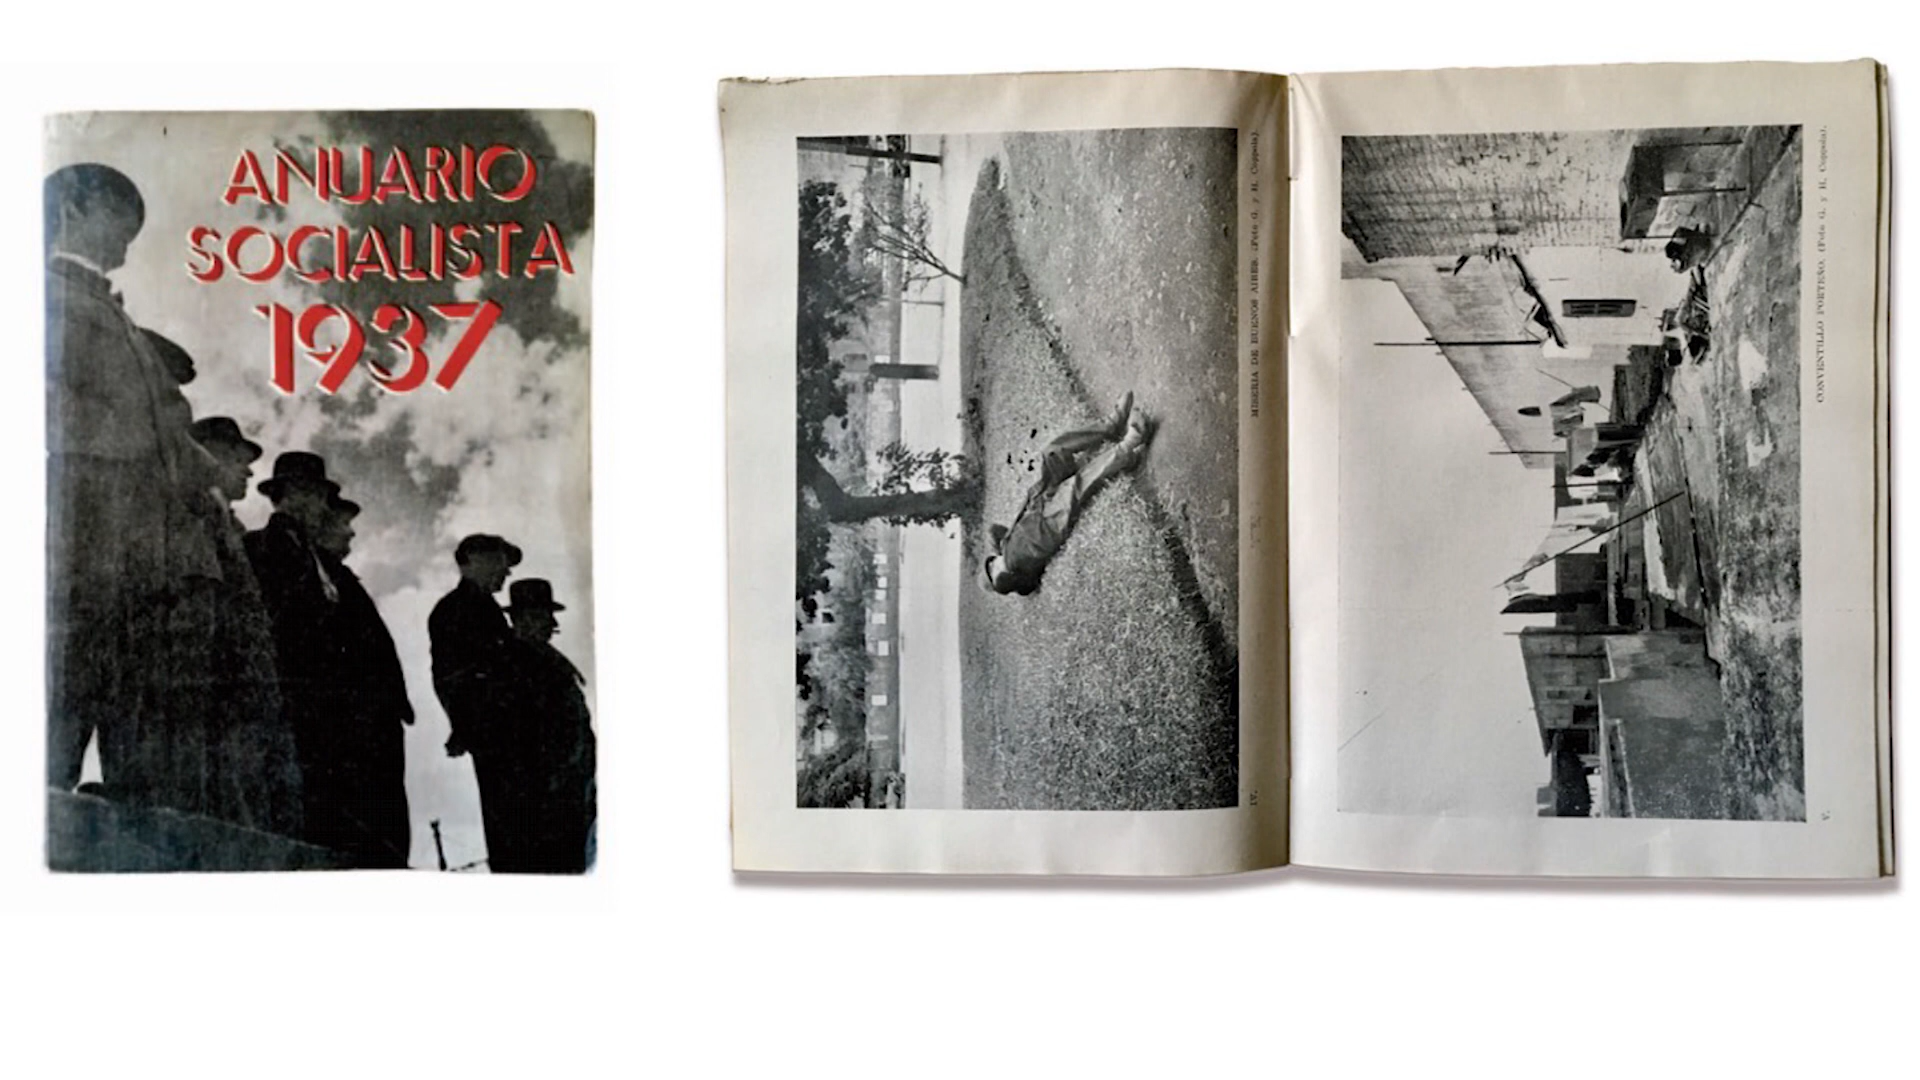 ANUARIO
SOCIALISTA
1937
IV.
MISERIA DE BUENOS AIRES. (Foto G. y H. Coppola).
V.
CONVENTILLO PORTEÑO. (Foto G. y H. Coppola).